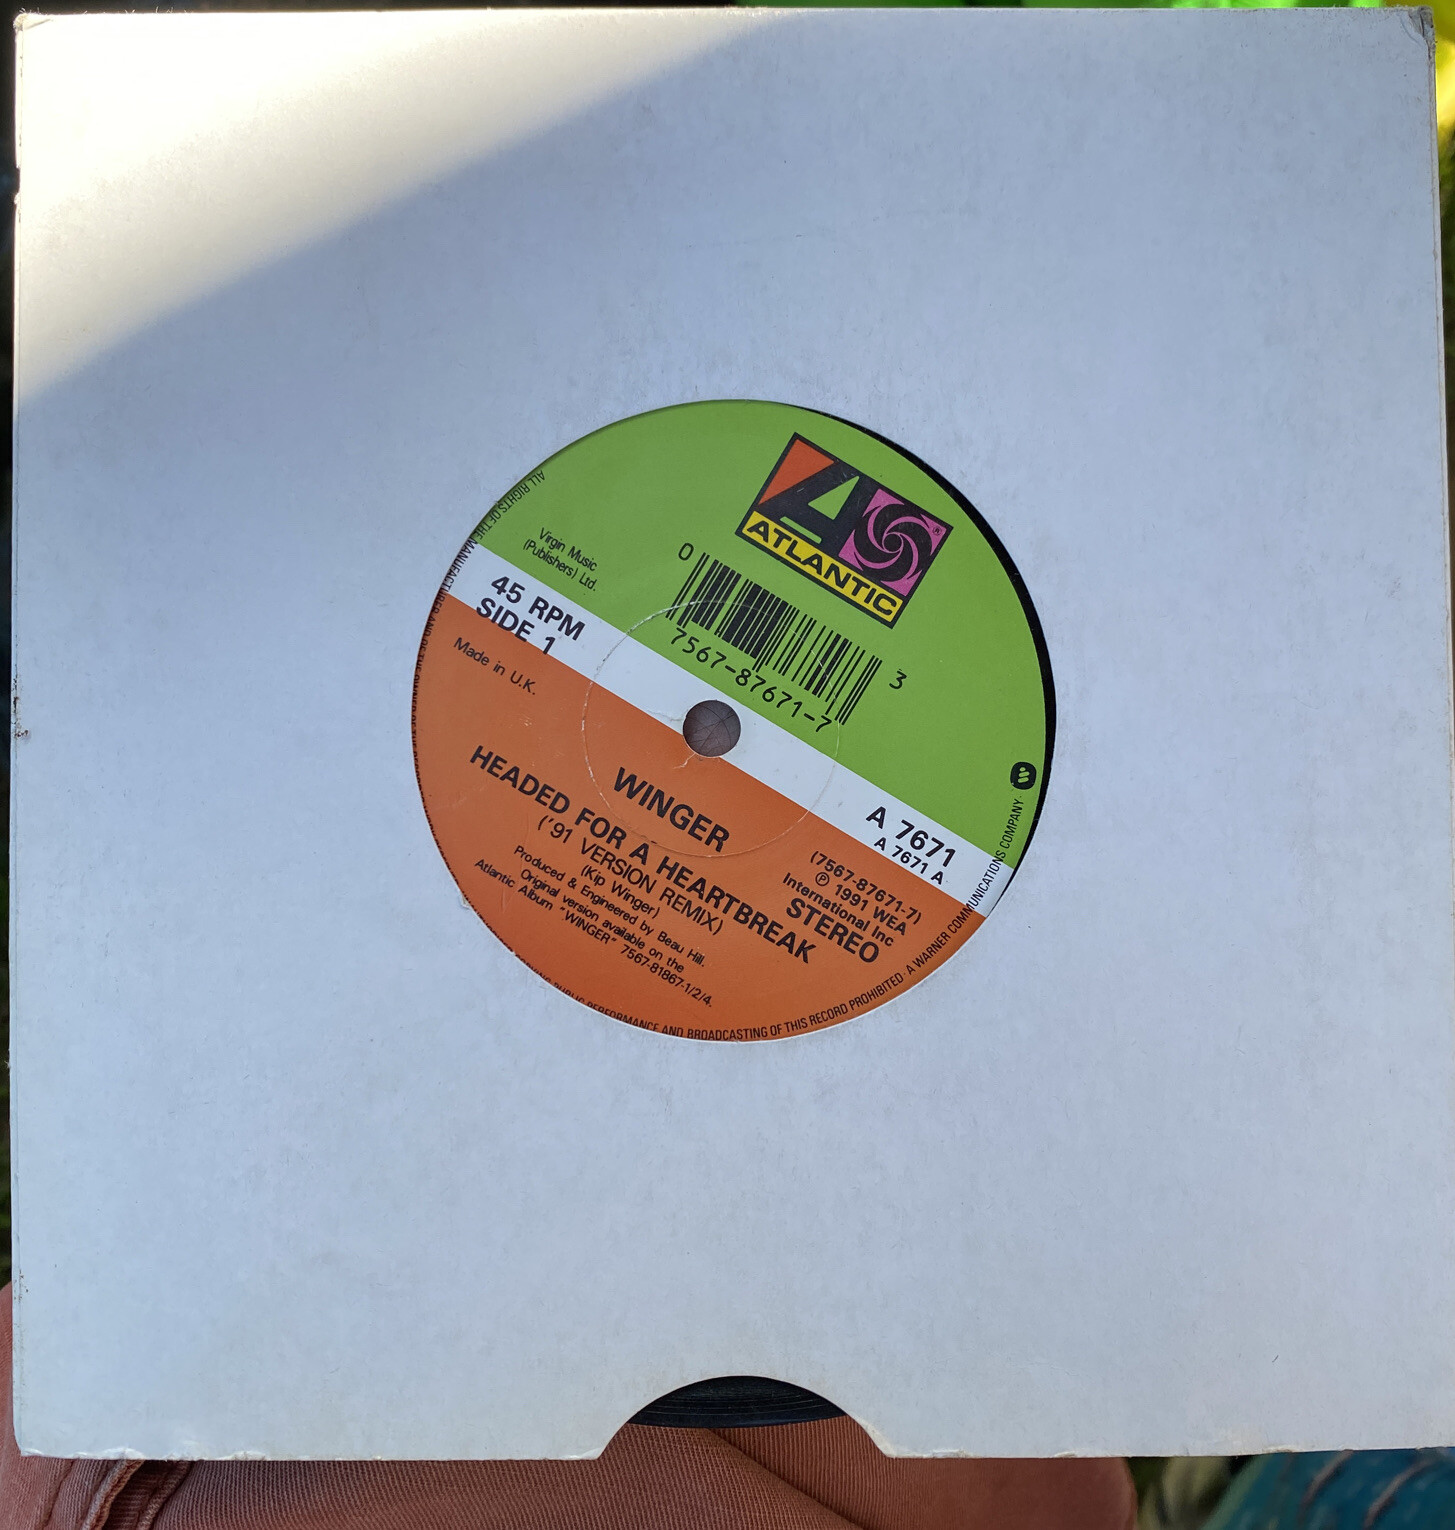 ATLANTIC
®
Virgin Music
(Publishers) Ltd.
0
7567-87671-7
3
45 RPM
SIDE 1
Made in U.K.
A 7671
A 7671 A
(7567-87671-7)
℗ 1991 WEA
International Inc
STEREO
WINGER
HEADED FOR A HEARTBREAK
('91 VERSION REMIX)
(Kip Winger)
Produced & Engineered by Beau Hill.
Original version available on the
Atlantic Album "WINGER" 7567-81867-1/2/4.
ALL RIGHTS OF THE MANUFACTURER AND OF THE
PUBLIC PERFORMANCE AND BROADCASTING OF THIS RECORD PROHIBITED · A WARNER COMMUNICATIONS COMPANY ·